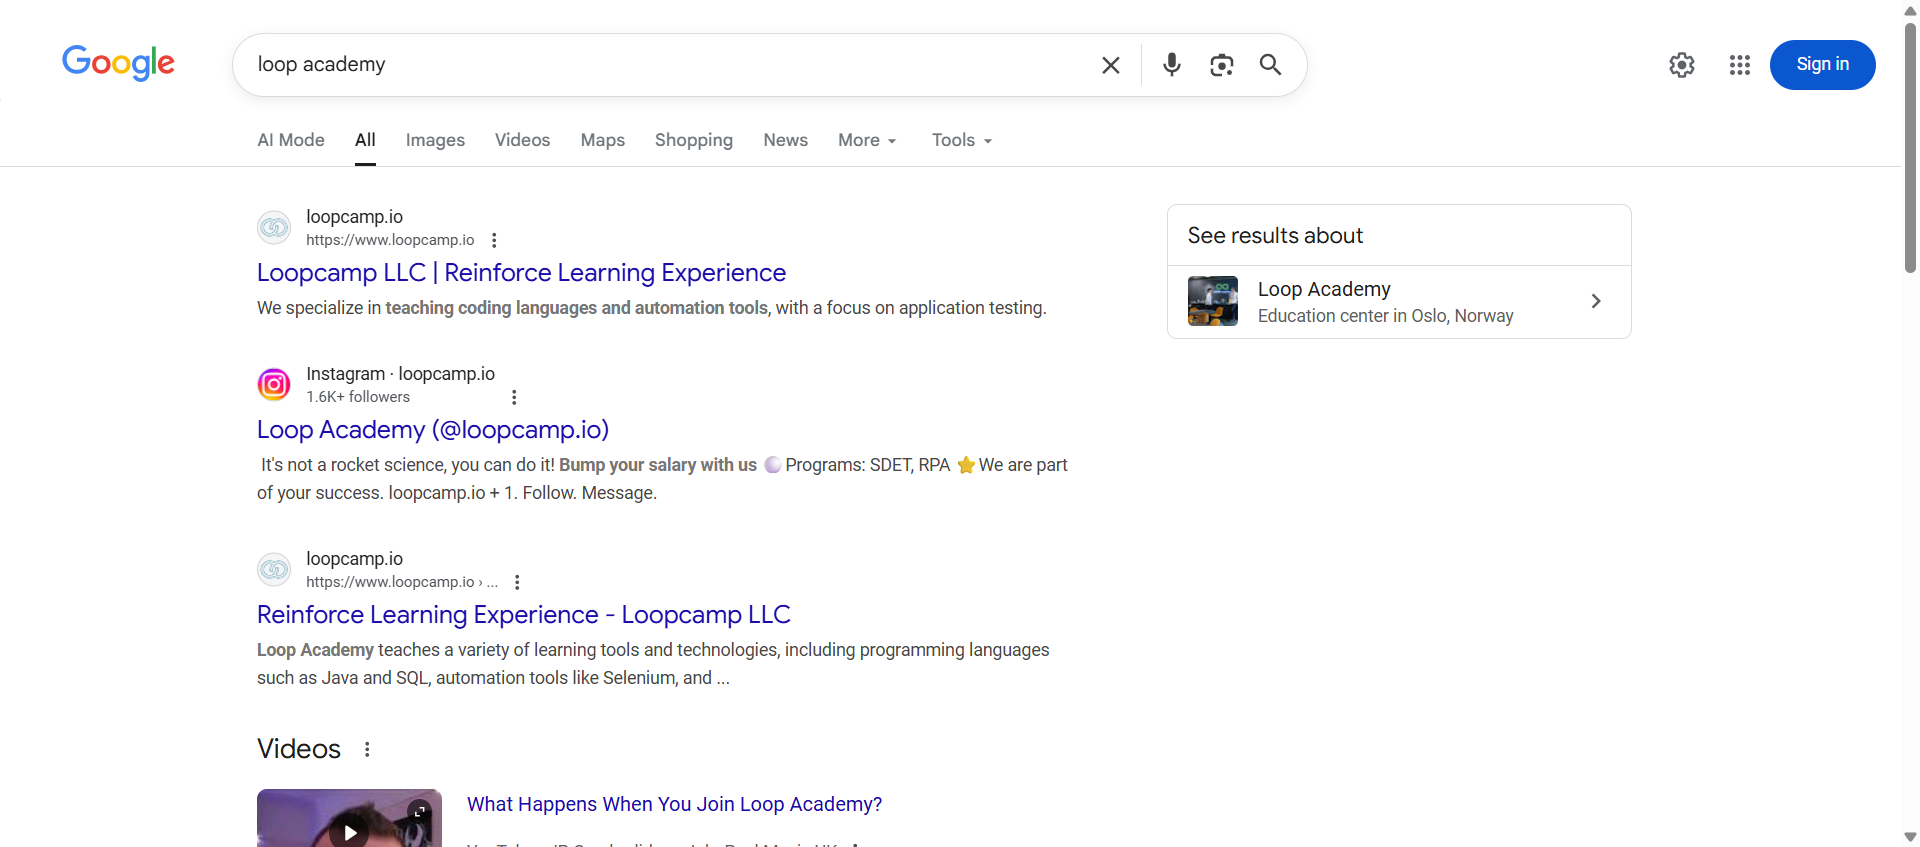 Google
loop academy
Sign in
AI Mode
All
Images
Videos
Maps
Shopping
News
More
Tools
loopcamp.io
https://www.loopcamp.io
Loopcamp LLC | Reinforce Learning Experience
We specialize in teaching coding languages and automation tools, with a focus on application testing.
Instagram · loopcamp.io
1.6K+ followers
Loop Academy (@loopcamp.io)
It's not a rocket science, you can do it! Bump your salary with us Programs: SDET, RPA ⭐ We are part
of your success. loopcamp.io + 1. Follow. Message.
loopcamp.io
https://www.loopcamp.io › ...
Reinforce Learning Experience - Loopcamp LLC
Loop Academy teaches a variety of learning tools and technologies, including programming languages
such as Java and SQL, automation tools like Selenium, and ...
Videos
What Happens When You Join Loop Academy?
See results about
Loop Academy
Education center in Oslo, Norway